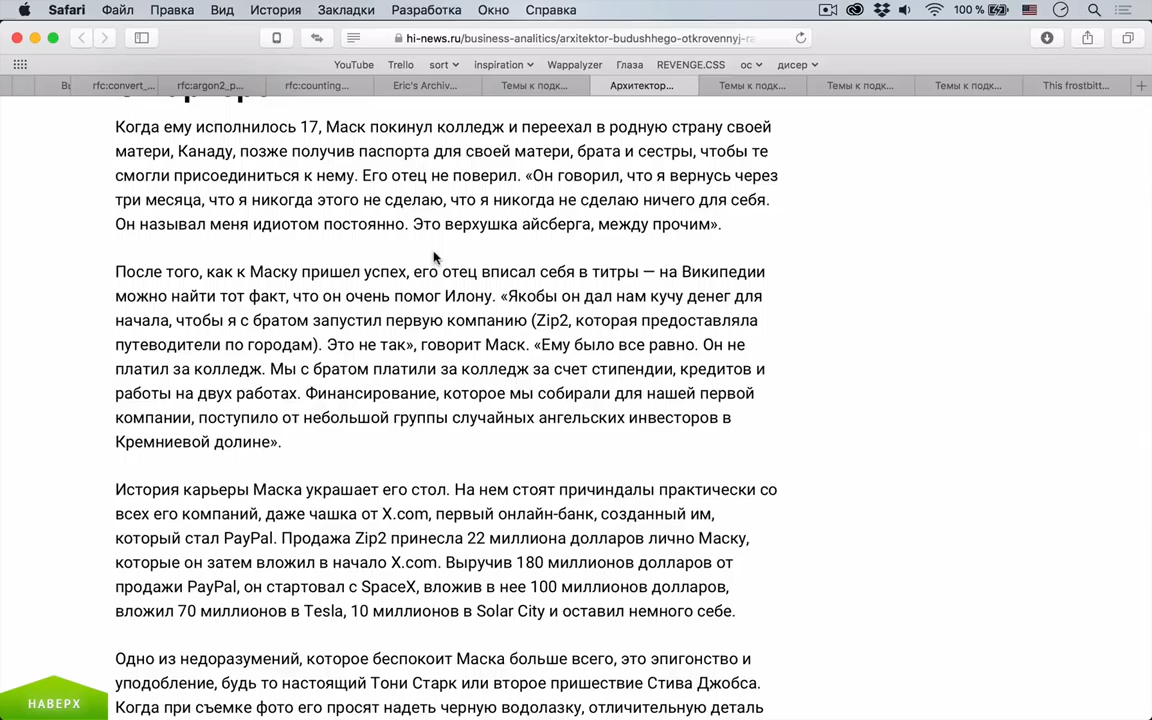 Safari Файл Правка Вид История Закладки Разработка Окно Справка 100 %
hi-news.ru/business-analitics/arxitektor-budushhego-otkrovennyj-ra
YouTube Trello sort inspiration Wappalyzer Глаза REVENGE.CSS ос дисер
rfc:convert_... rfc:argon2_p... rfc:counting... Eric's Archiv... Темы к подк... Архитектор... Темы к подк... Темы к подк... Темы к подк... This frostbitt...
Когда ему исполнилось 17, Маск покинул колледж и переехал в родную страну своей
матери, Канаду, позже получив паспорта для своей матери, брата и сестры, чтобы те
смогли присоединиться к нему. Его отец не поверил. «Он говорил, что я вернусь через
три месяца, что я никогда этого не сделаю, что я никогда не сделаю ничего для себя.
Он называл меня идиотом постоянно. Это верхушка айсберга, между прочим».
После того, как к Маску пришел успех, его отец вписал себя в титры — на Википедии
можно найти тот факт, что он очень помог Илону. «Якобы он дал нам кучу денег для
начала, чтобы я с братом запустил первую компанию (Zip2, которая предоставляла
путеводители по городам). Это не так», говорит Маск. «Ему было все равно. Он не
платил за колледж. Мы с братом платили за колледж за счет стипендии, кредитов и
работы на двух работах. Финансирование, которое мы собирали для нашей первой
компании, поступило от небольшой группы случайных ангельских инвесторов в
Кремниевой долине».
История карьеры Маска украшает его стол. На нем стоят причиндалы практически со
всех его компаний, даже чашка от X.com, первый онлайн-банк, созданный им,
который стал PayPal. Продажа Zip2 принесла 22 миллиона долларов лично Маску,
которые он затем вложил в начало X.com. Выручив 180 миллионов долларов от
продажи PayPal, он стартовал с SpaceX, вложив в нее 100 миллионов долларов,
вложил 70 миллионов в Tesla, 10 миллионов в Solar City и оставил немного себе.
Одно из недоразумений, которое беспокоит Маска больше всего, это эпигонство и
уподобление, будь то настоящий Тони Старк или второе пришествие Стива Джобса.
Когда при съемке фото его просят надеть черную водолазку, отличительную деталь
НАВЕРХ